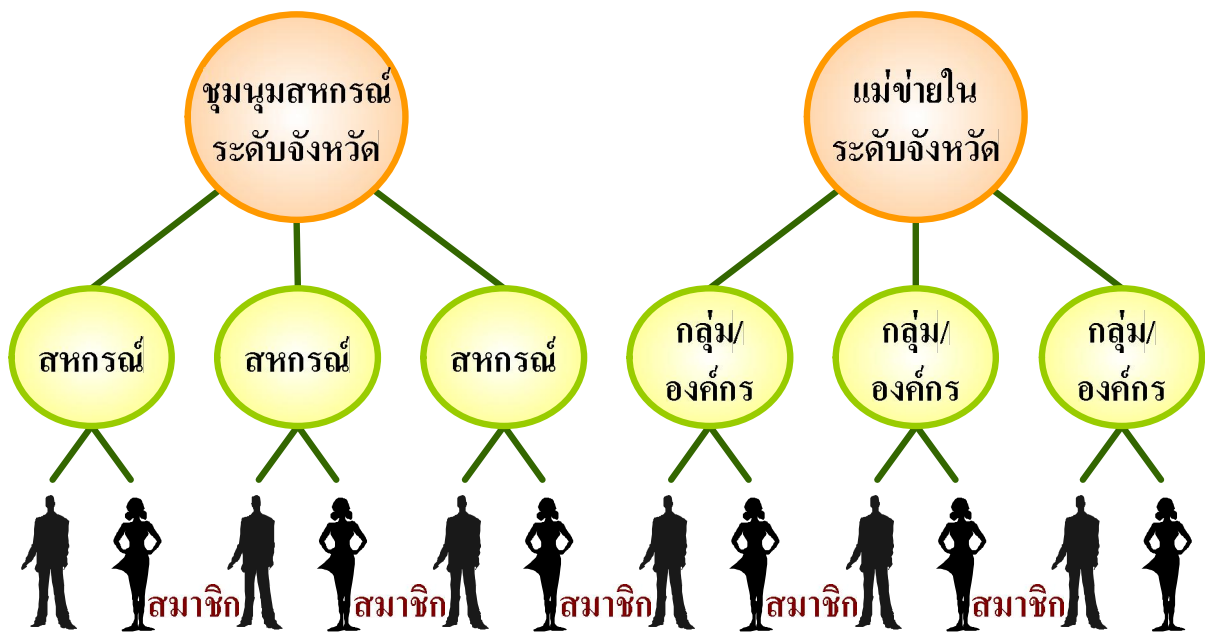 ชุมนุมสหกรณ์
ระดับจังหวัด
แม่ข่ายใน
ระดับจังหวัด
สหกรณ์
สหกรณ์
สหกรณ์
กลุ่ม/
องค์กร
กลุ่ม/
องค์กร
กลุ่ม/
องค์กร
สมาชิก
สมาชิก
สมาชิก
สมาชิก
สมาชิก